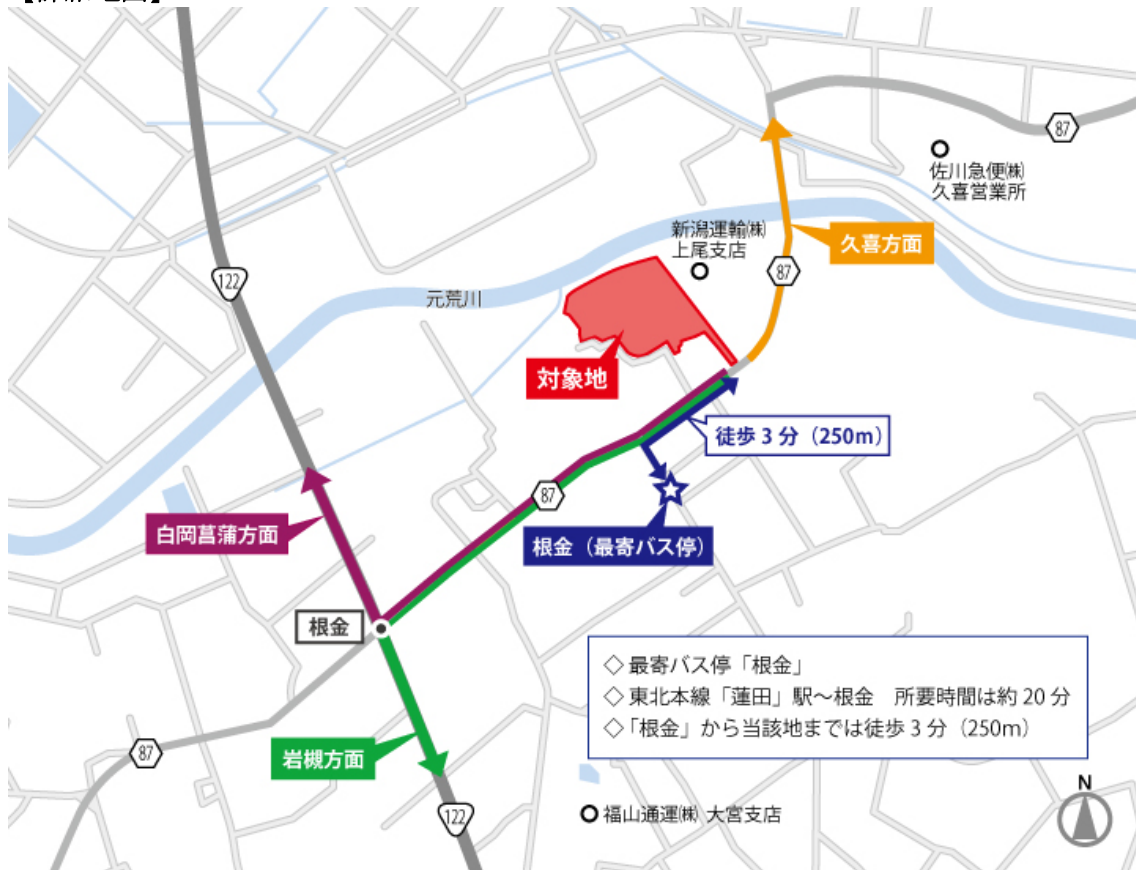 87
佐川急便㈱
久喜営業所
新潟運輸㈱
上尾支店
久喜方面
122
87
元荒川
対象地
徒歩 3 分（250m）
87
白岡菖蒲方面
根金（最寄バス停）
根金
◇ 最寄バス停「根金」
◇ 東北本線「蓮田」駅～根金　所要時間は約 20 分
◇「根金」から当該地までは徒歩 3 分（250m）
87
岩槻方面
122
福山通運㈱ 大宮支店
N